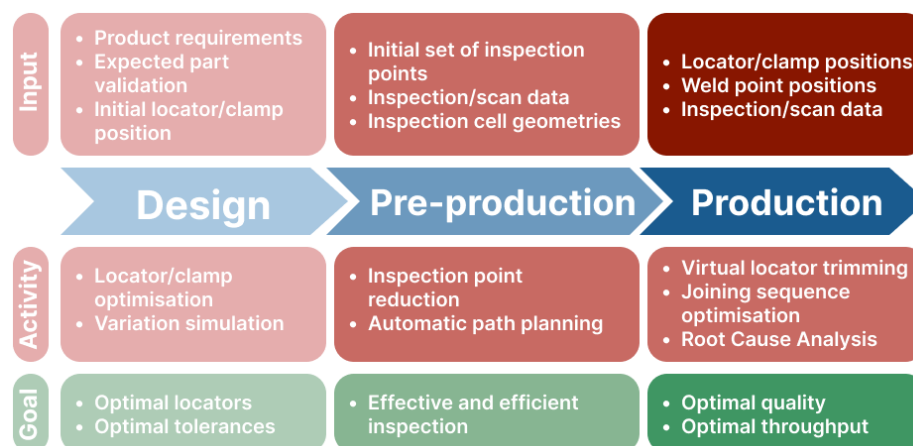 Input
• Product requirements
• Expected part
validation
• Initial locator/clamp
position
• Initial set of inspection
points
• Inspection/scan data
• Inspection cell geometries
• Locator/clamp positions
• Weld point positions
• Inspection/scan data
Design
Pre-production
Production
Activity
• Locator/clamp
optimisation
• Variation simulation
• Inspection point
reduction
• Automatic path planning
• Virtual locator trimming
• Joining sequence
optimisation
• Root Cause Analysis
Goal
• Optimal locators
• Optimal tolerances
• Effective and efficient
inspection
• Optimal quality
• Optimal throughput